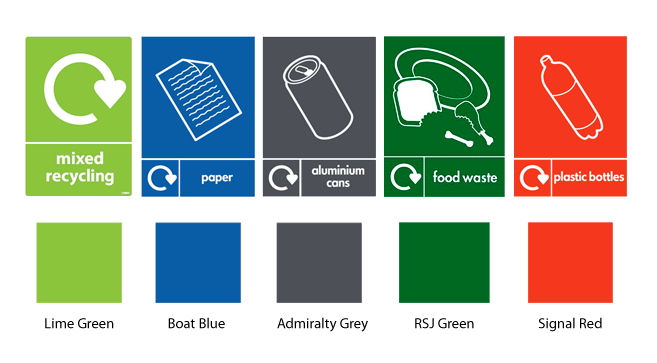 mixed
recycling
paper
aluminium
cans
food waste
plastic bottles
Lime Green
Boat Blue
Admiralty Grey
RSJ Green
Signal Red